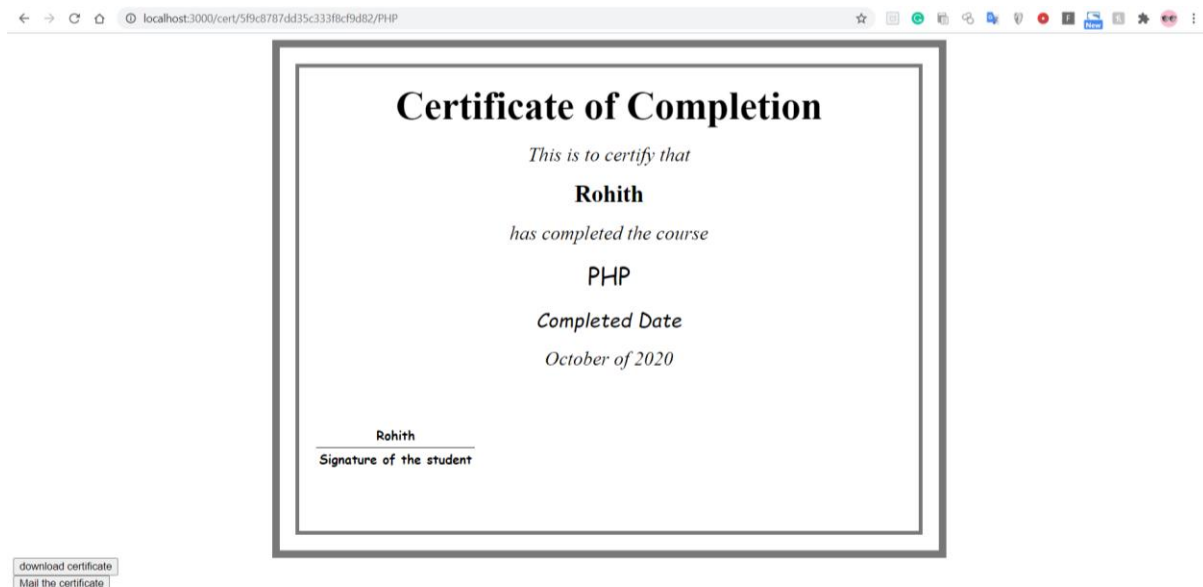 localhost:3000/cert/5f9c8787dd35c333f8cf9d82/PHP
New
Certificate of Completion
This is to certify that
Rohith
has completed the course
PHP
Completed Date
October of 2020
Rohith
Signature of the student
download certificate
Mail the certificate